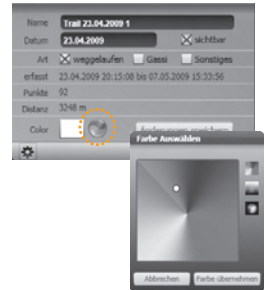 Name Trail 23.04.2009 1
Datum 23.04.2009 sichtbar
Art weggelaufen Gassi Sonstiges
erfasst 23.04.2009 20:15:08 bis 07.05.2009 15:33:56
Punkte 92
Distanz 3248 m
Color Änderungen speichern
Farbe Auswählen
Abbrechen Farbe übernehmen